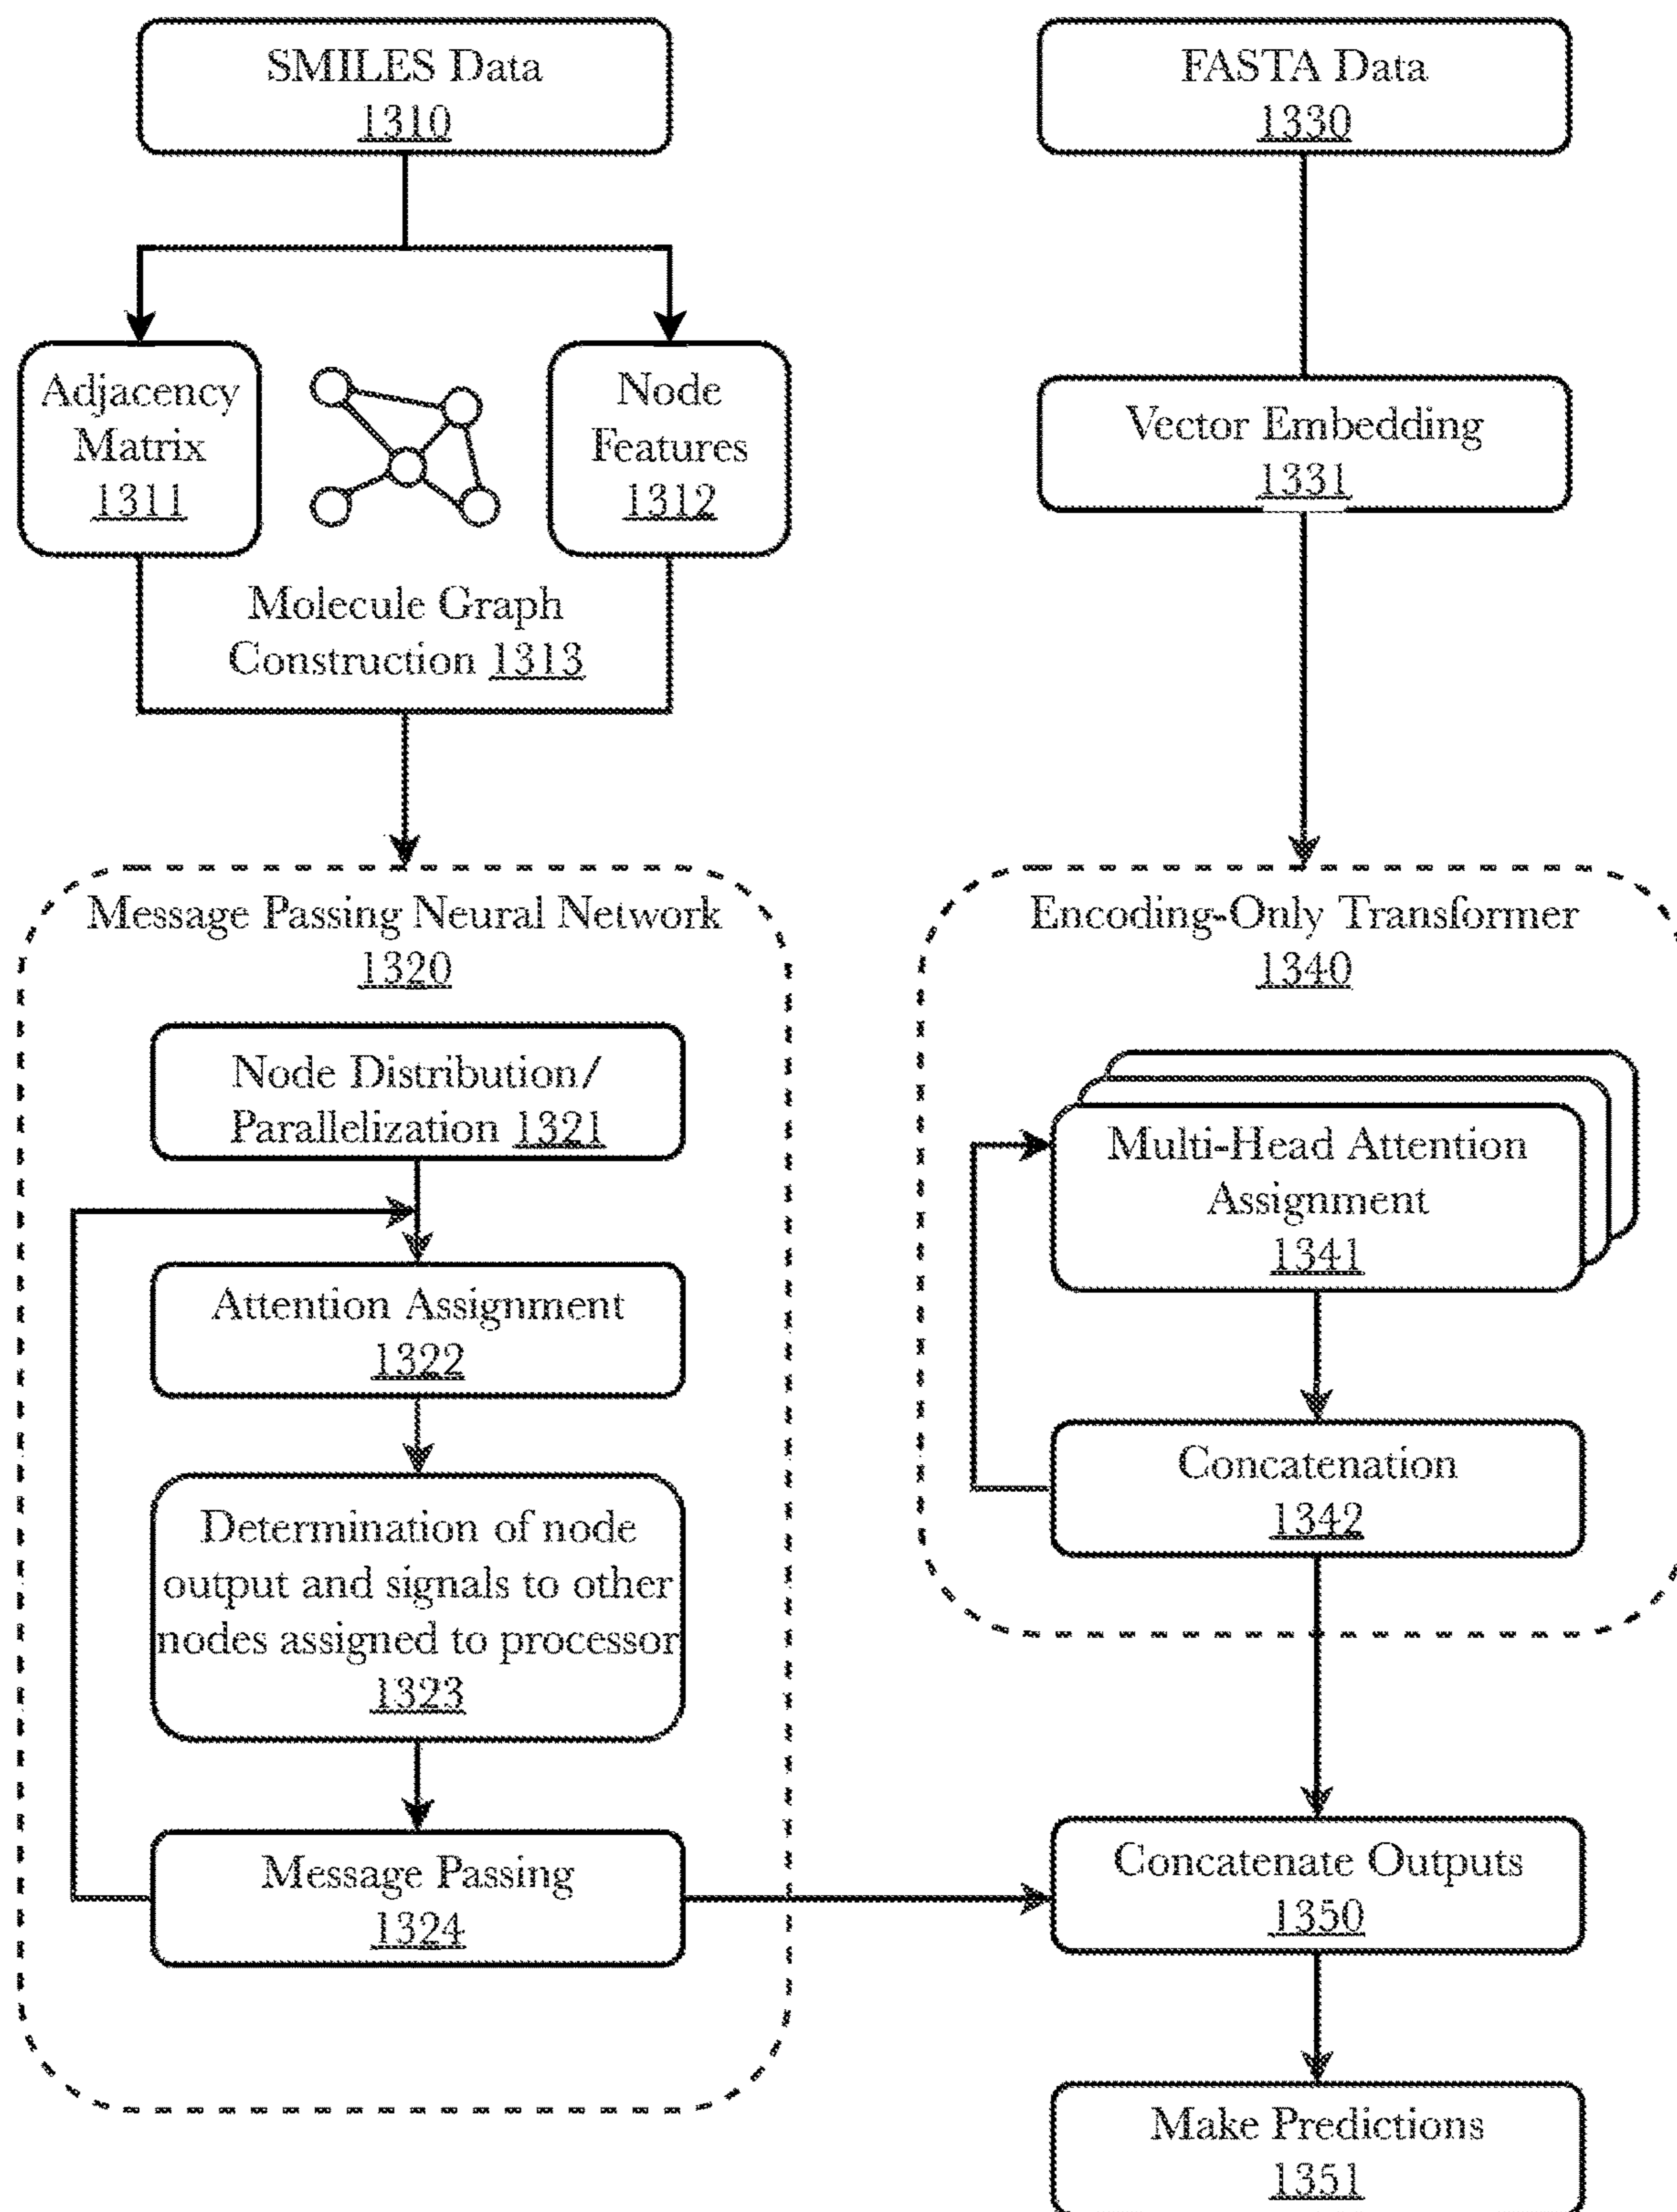 SMILES Data
1310
Adjacency
Matrix
1311
Node
Features
1312
Molecule Graph
Construction 1313
Message Passing Neural Network
1320
Node Distribution/
Parallelization 1321
Attention Assignment
1322
Determination of node
output and signals to other
nodes assigned to processor
1323
Message Passing
1324
FASTA Data
1330
Vector Embedding
1331
Encoding-Only Transformer
1340
Multi-Head Attention
Assignment
1341
Concatenation
1342
Concatenate Outputs
1350
Make Predictions
1351